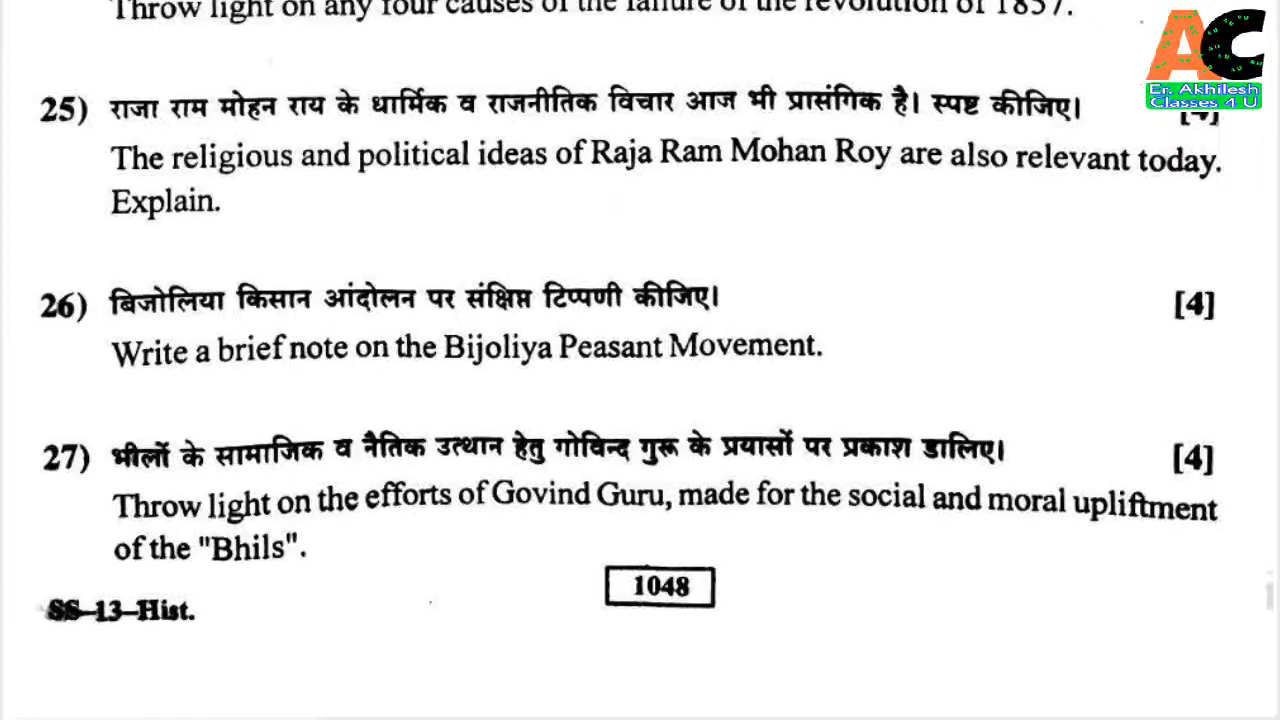 Throw light on any four causes of the failure of the revolution of 1857.
AC
Er. Akhilesh
Classes 4 U
25) राजा राम मोहन राय के धार्मिक व राजनीतिक विचार आज भी प्रासंगिक है। स्पष्ट कीजिए। [4]
The religious and political ideas of Raja Ram Mohan Roy are also relevant today.
Explain.
26) बिजोलिया किसान आंदोलन पर संक्षिप्त टिप्पणी कीजिए। [4]
Write a brief note on the Bijoliya Peasant Movement.
27) भीलों के सामाजिक व नैतिक उत्थान हेतु गोविन्द गुरू के प्रयासों पर प्रकाश डालिए। [4]
Throw light on the efforts of Govind Guru, made for the social and moral upliftment
of the "Bhils".
1048
SS-13-Hist.